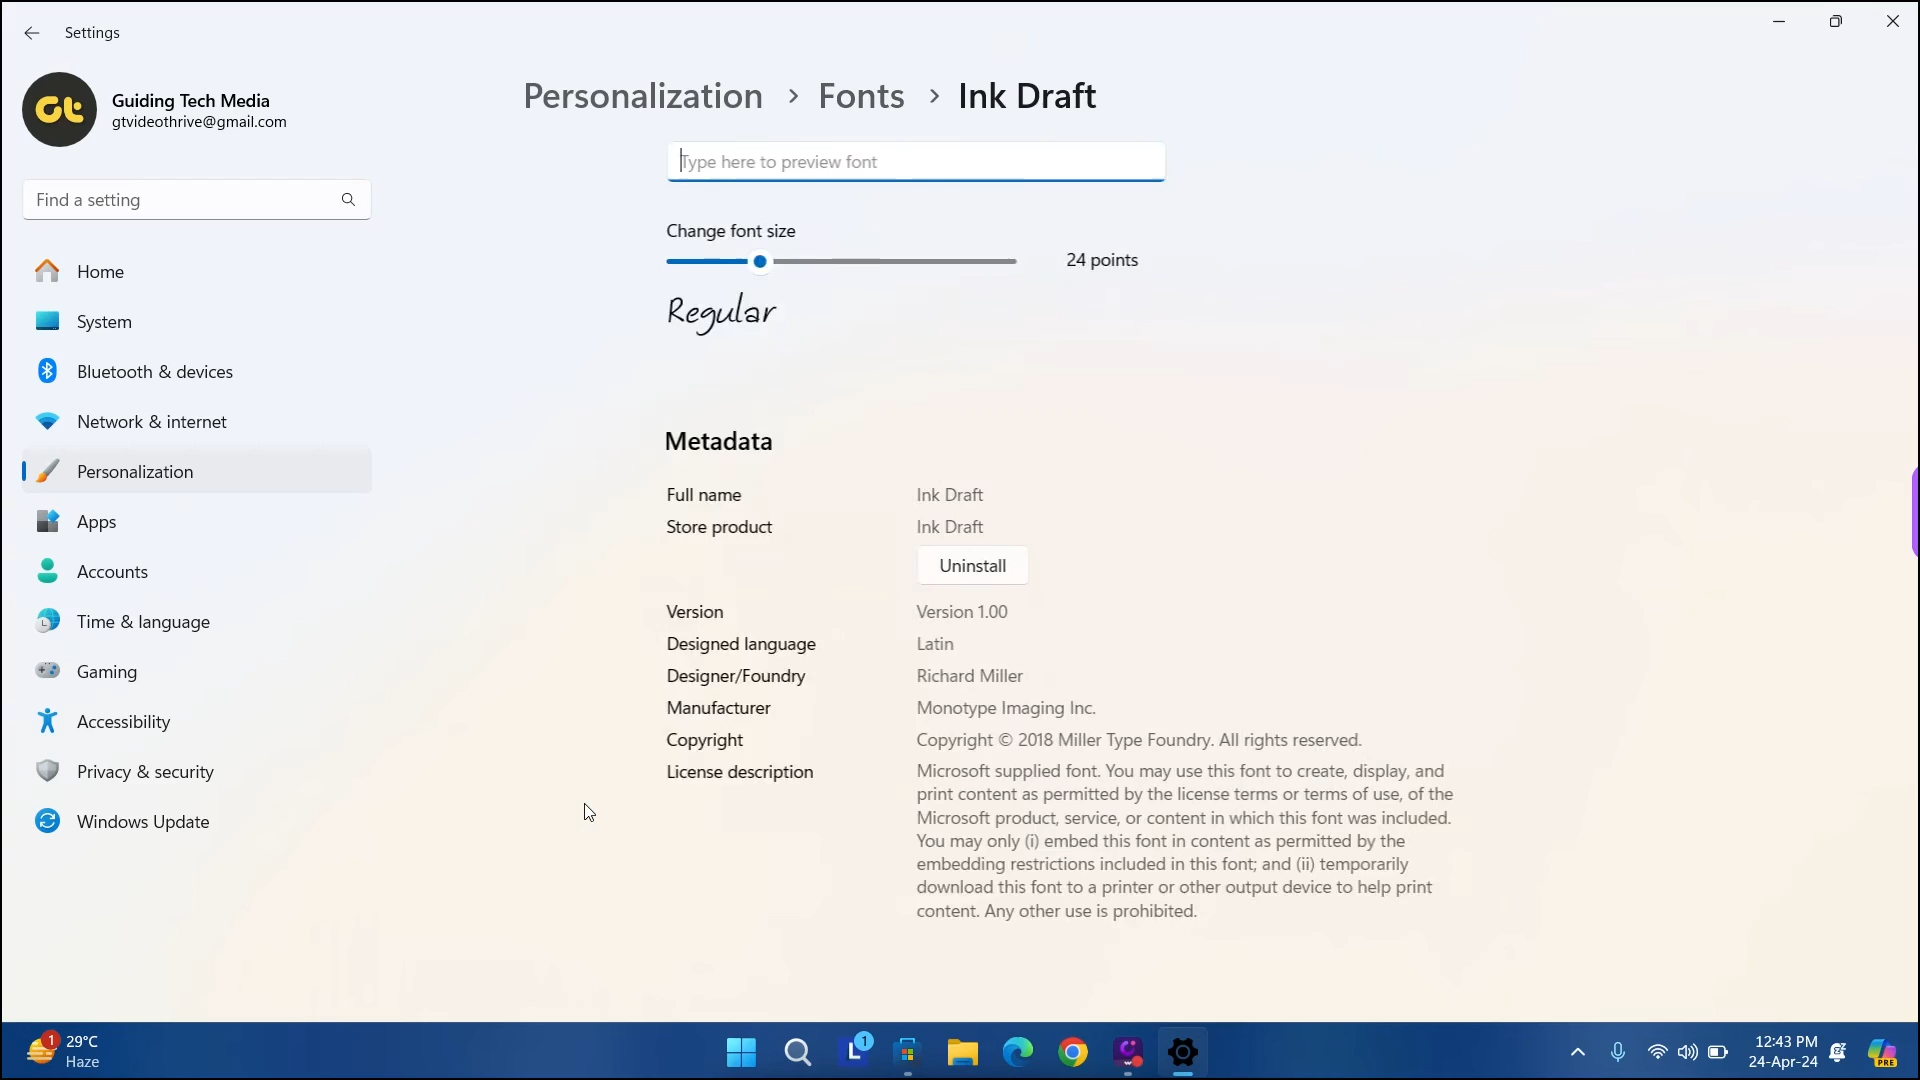 Settings
Gt
Guiding Tech Media
gtvideothrive@gmail.com
Find a setting
Home
System
Bluetooth & devices
Network & internet
Personalization
Apps
Accounts
Time & language
Gaming
Accessibility
Privacy & security
Windows Update
Personalization > Fonts > Ink Draft
Type here to preview font
Change font size
24 points
Regular
Metadata
Full name Ink Draft
Store product Ink Draft
Uninstall
Version Version 1.00
Designed language Latin
Designer/Foundry Richard Miller
Manufacturer Monotype Imaging Inc.
Copyright Copyright © 2018 Miller Type Foundry. All rights reserved.
License description Microsoft supplied font. You may use this font to create, display, and
print content as permitted by the license terms or terms of use, of the
Microsoft product, service, or content in which this font was included.
You may only (i) embed this font in content as permitted by the
embedding restrictions included in this font; and (ii) temporarily
download this font to a printer or other output device to help print
content. Any other use is prohibited.
1
29°C
Haze
L 1
12:43 PM
24-Apr-24
PRE